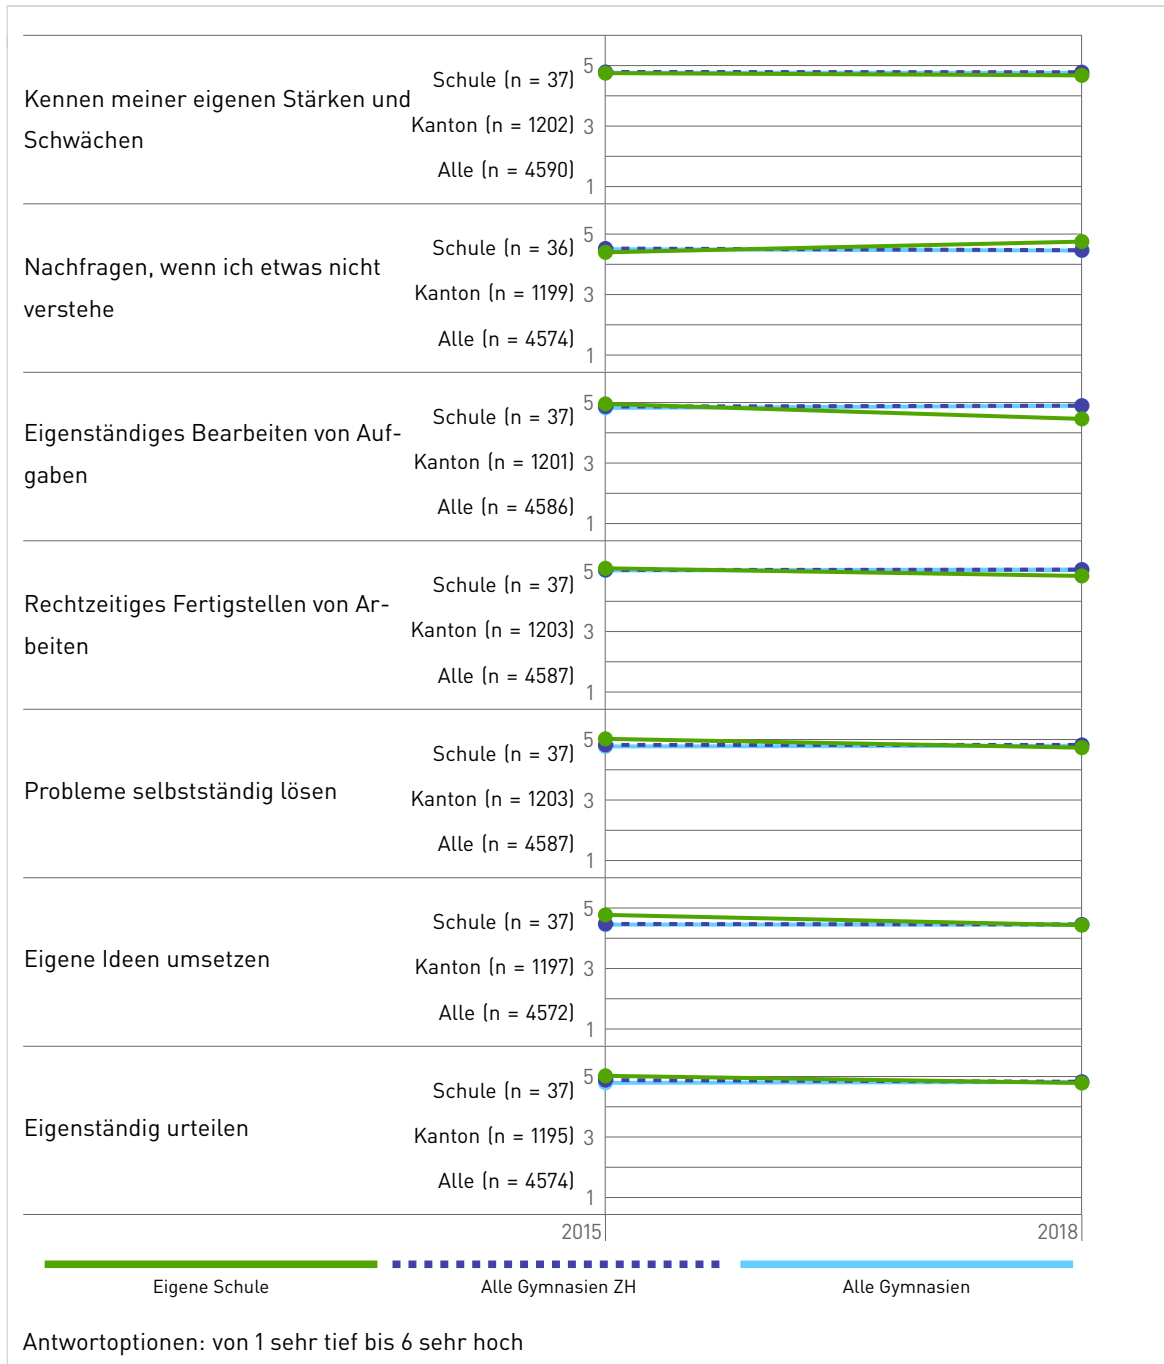 5
Schule (n = 37)
Kennen meiner eigenen Stärken und
Kanton (n = 1202) 3
Schwächen
Alle (n = 4590)
1
5
Schule (n = 36)
Nachfragen, wenn ich etwas nicht
Kanton (n = 1199) 3
verstehe
Alle (n = 4574)
1
5
Schule (n = 37)
Eigenständiges Bearbeiten von Auf-
Kanton (n = 1201) 3
gaben
Alle (n = 4586)
1
5
Schule (n = 37)
Rechtzeitiges Fertigstellen von Ar-
Kanton (n = 1203) 3
beiten
Alle (n = 4587)
1
5
Schule (n = 37)
Probleme selbstständig lösen
Kanton (n = 1203) 3
Alle (n = 4587)
1
5
Schule (n = 37)
Eigene Ideen umsetzen
Kanton (n = 1197) 3
Alle (n = 4572)
1
5
Schule (n = 37)
Eigenständig urteilen
Kanton (n = 1195) 3
Alle (n = 4574)
1
2015 2018
Eigene Schule Alle Gymnasien ZH Alle Gymnasien
Antwortoptionen: von 1 sehr tief bis 6 sehr hoch